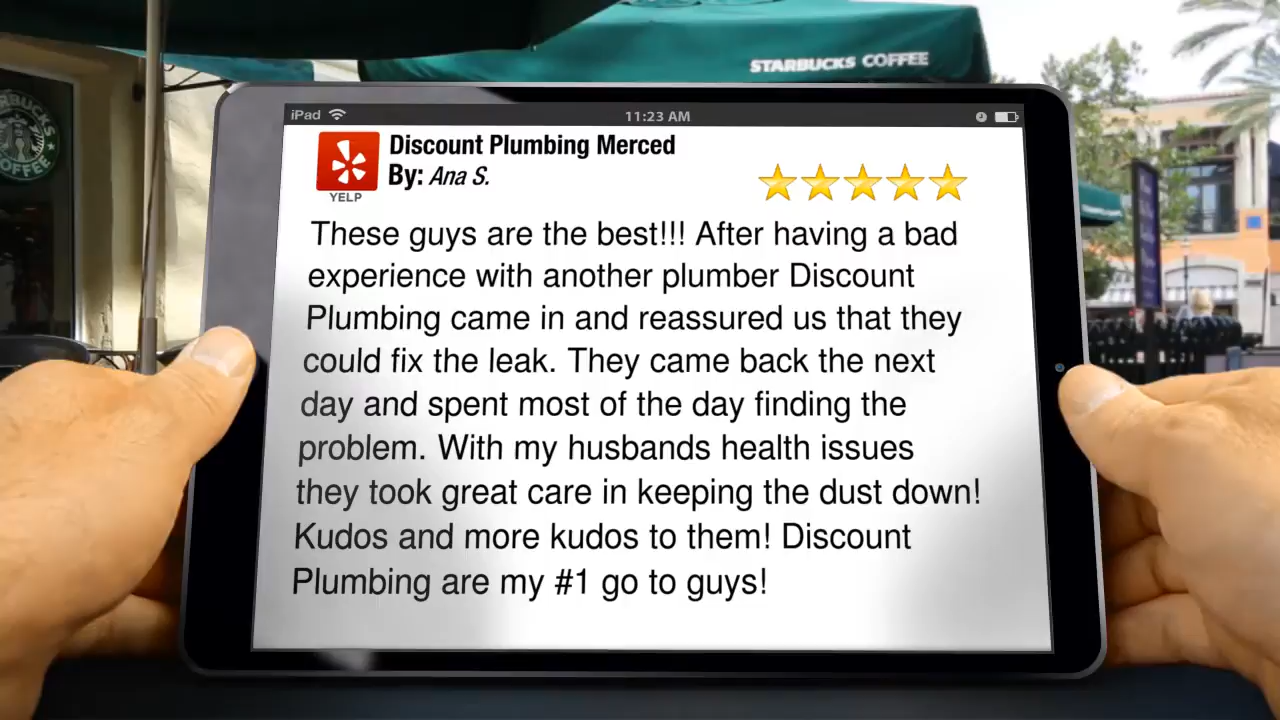 STARBUCKS COFFEE
iPad
11:23 AM
Discount Plumbing Merced
By: Ana S.
YELP
These guys are the best!!! After having a bad
experience with another plumber Discount
Plumbing came in and reassured us that they
could fix the leak. They came back the next
day and spent most of the day finding the
problem. With my husbands health issues
they took great care in keeping the dust down!
Kudos and more kudos to them! Discount
Plumbing are my #1 go to guys!